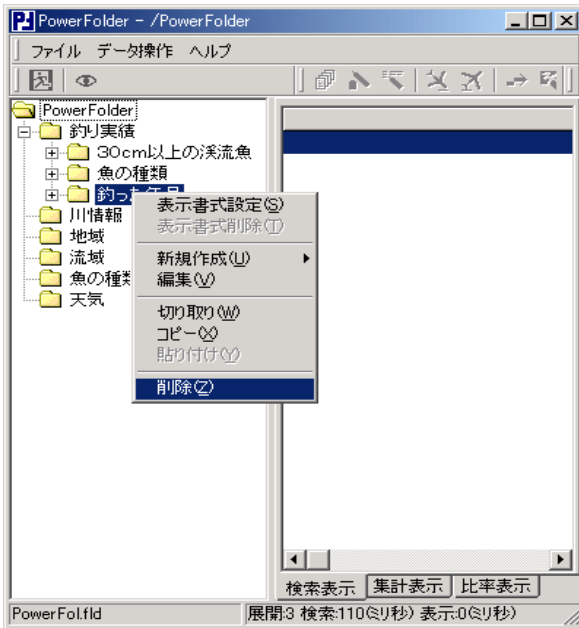 PowerFolder - /PowerFolder
ファイル データ操作 ヘルプ
PowerFolder
釣り実績
30cm以上の渓流魚
魚の種類
釣った年月
川情報
地域
流域
魚の種
天気
表示書式設定(S)
表示書式削除(T)
新規作成(U)
編集(V)
切り取り(W)
コピー(X)
貼り付け(Y)
削除(Z)
検索表示 集計表示 比率表示
PowerFol.fld 展開:3 検索:110(ミリ秒) 表示:0(ミリ秒)